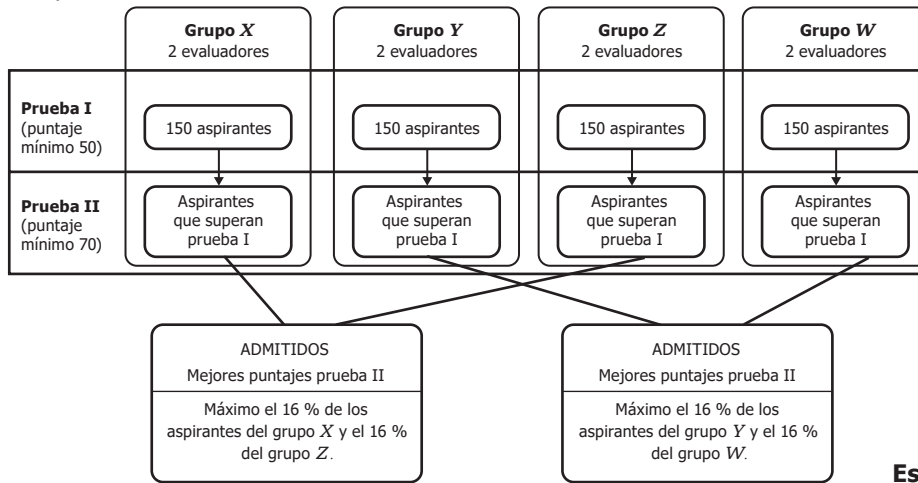 Grupo X
2 evaluadores
Grupo Y
2 evaluadores
Grupo Z
2 evaluadores
Grupo W
2 evaluadores
Prueba I
(puntaje
mínimo 50)
150 aspirantes
150 aspirantes
150 aspirantes
150 aspirantes
Prueba II
(puntaje
mínimo 70)
Aspirantes
que superan
prueba I
Aspirantes
que superan
prueba I
Aspirantes
que superan
prueba I
Aspirantes
que superan
prueba I
ADMITIDOS
Mejores puntajes prueba II
Máximo el 16 % de los
aspirantes del grupo X y el 16 %
del grupo Z.
ADMITIDOS
Mejores puntajes prueba II
Máximo el 16 % de los
aspirantes del grupo Y y el 16 %
del grupo W.
Es